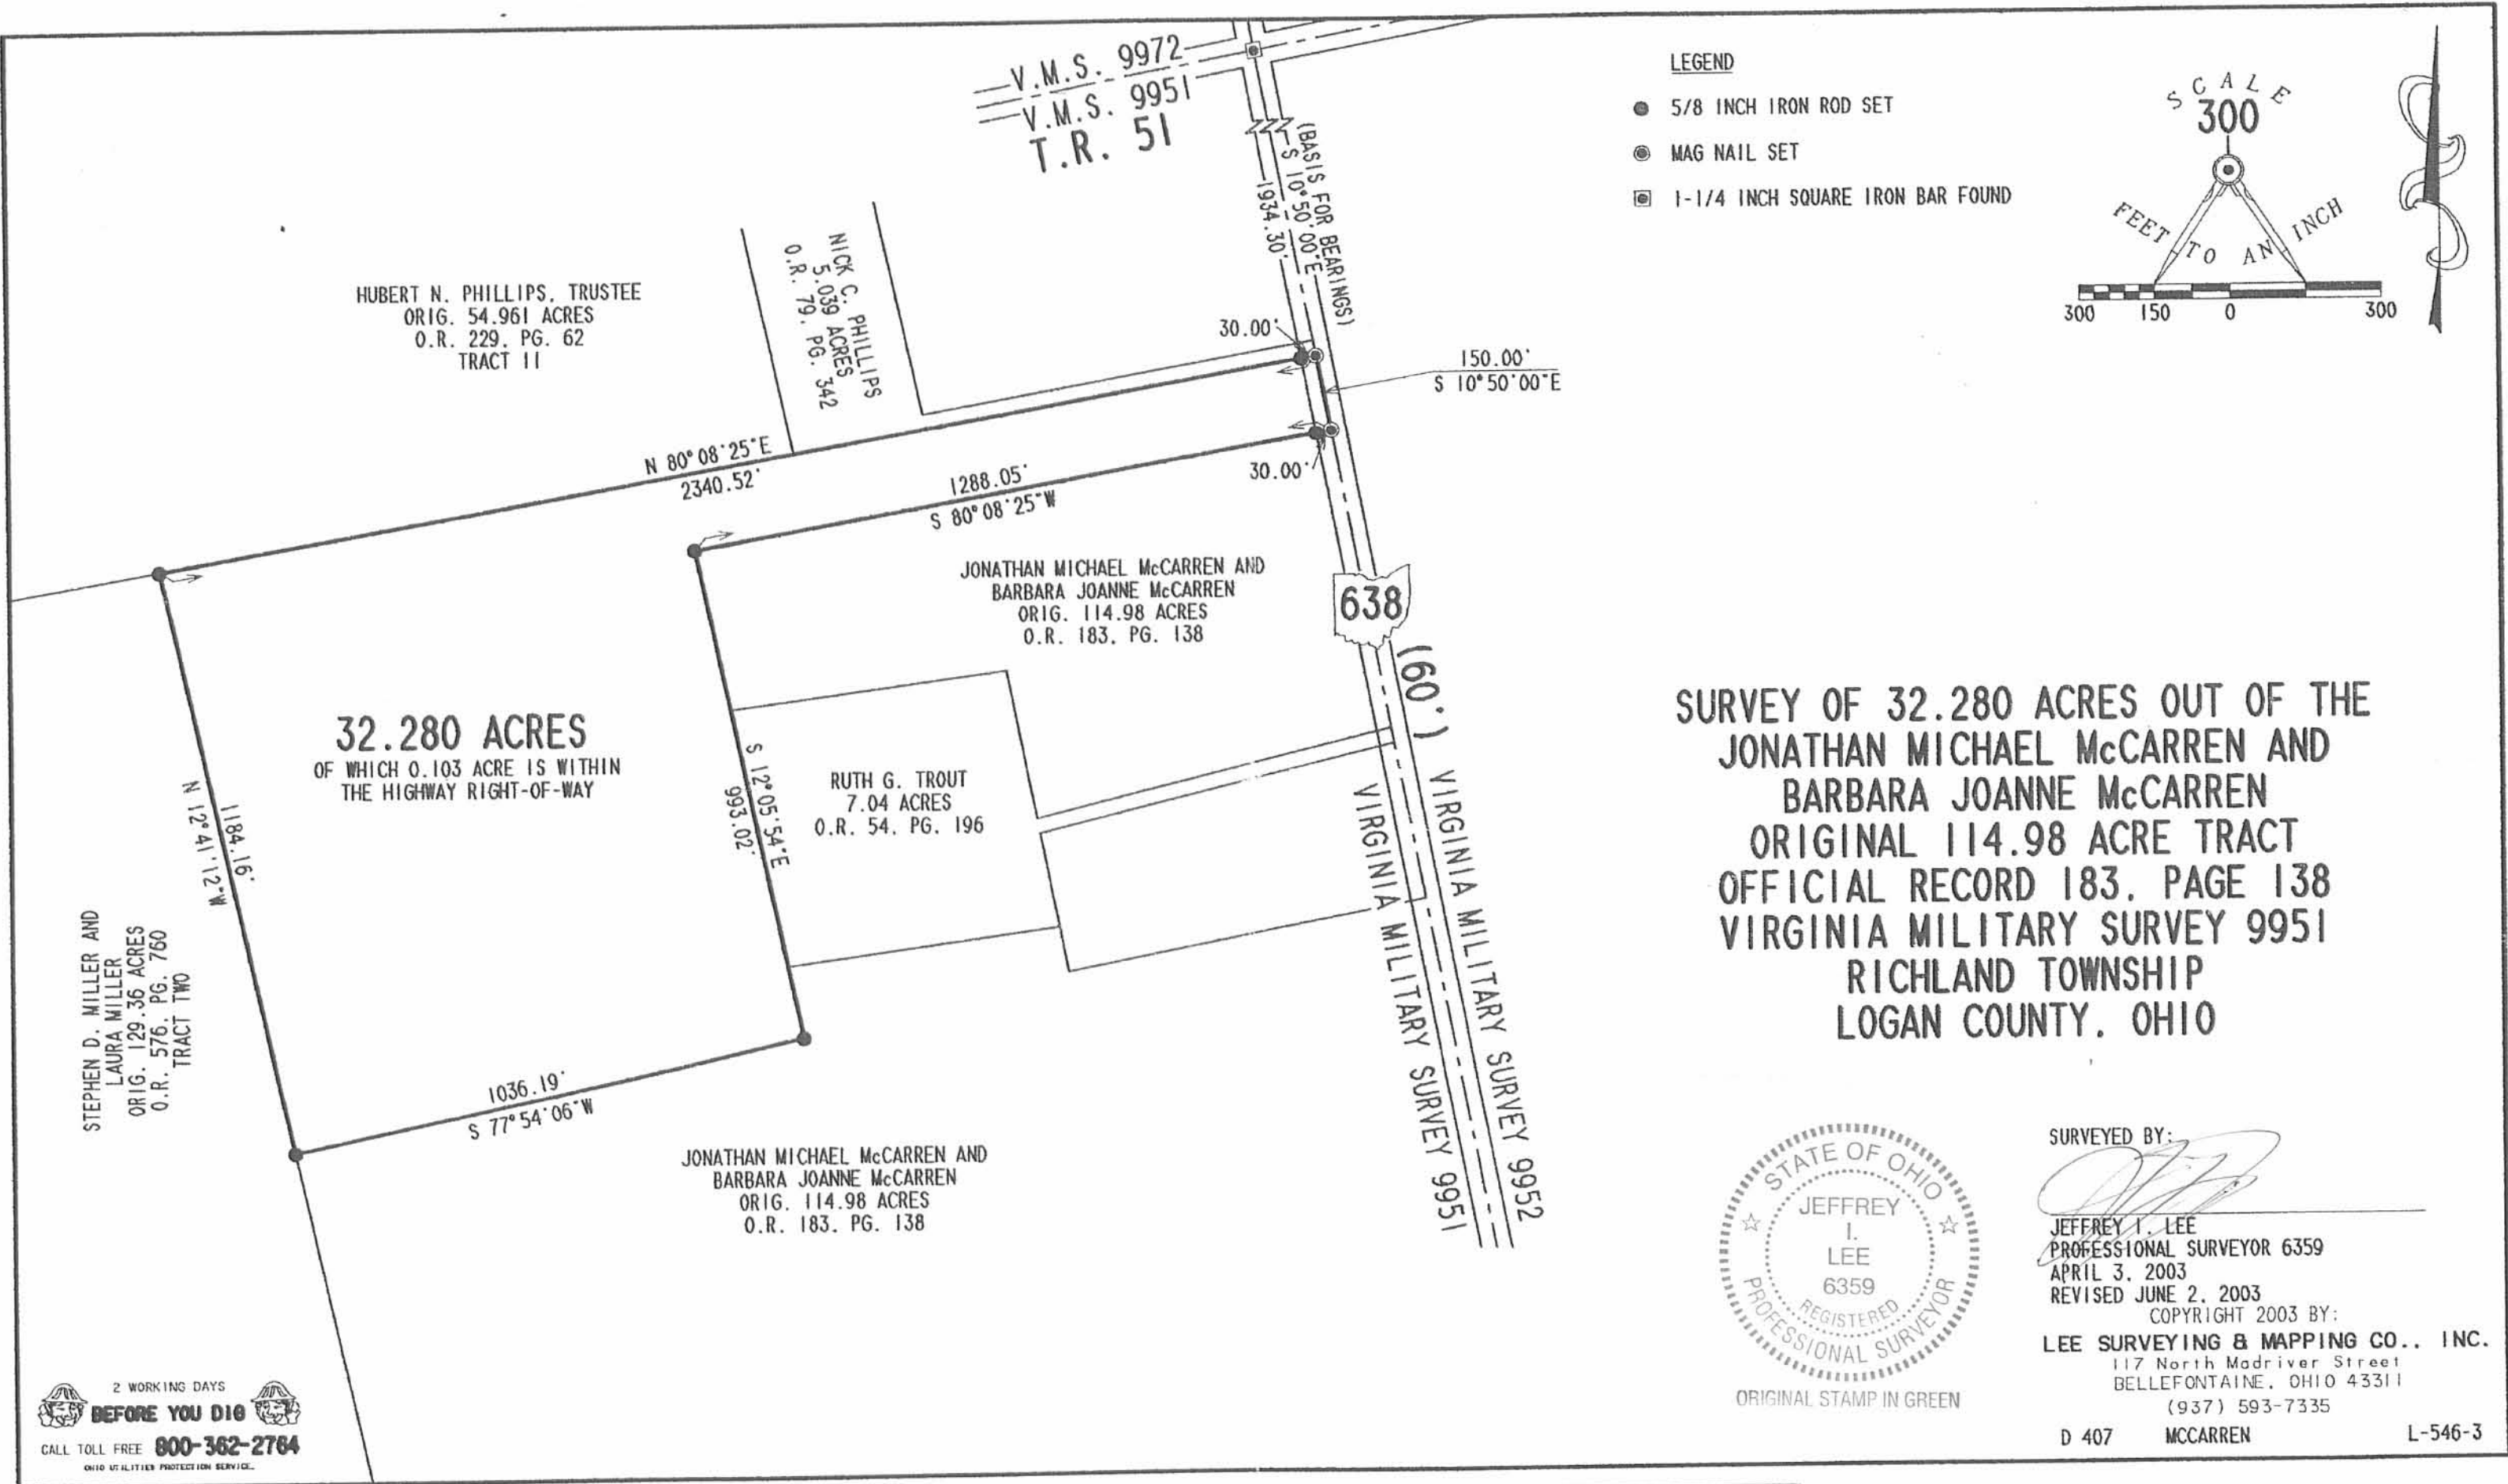 V.M.S. 9972
V.M.S. 9951
T.R. 51
(BASIS FOR BEARINGS)
S 10°50'00"E
1934.30'
LEGEND
5/8 INCH IRON ROD SET
MAG NAIL SET
1-1/4 INCH SQUARE IRON BAR FOUND
SCALE
300
FEET TO AN INCH
300 150 0 300
HUBERT N. PHILLIPS, TRUSTEE
ORIG. 54.961 ACRES
O.R. 229, PG. 62
TRACT II
NICK C. PHILLIPS
5.039 ACRES
O.R. 79, PG. 342
30.00'
150.00'
S 10°50'00"E
N 80°08'25"E
2340.52'
1288.05'
S 80°08'25"W
30.00'
JONATHAN MICHAEL McCARREN AND
BARBARA JOANNE McCARREN
ORIG. 114.98 ACRES
O.R. 183, PG. 138
638
(60')
32.280 ACRES
OF WHICH 0.103 ACRE IS WITHIN
THE HIGHWAY RIGHT-OF-WAY
1184.16'
N 12°41'12"W
S 12°05'54"E
993.02'
RUTH G. TROUT
7.04 ACRES
O.R. 54, PG. 196
VIRGINIA MILITARY SURVEY 9951
VIRGINIA MILITARY SURVEY 9952
STEPHEN D. MILLER AND
LAURA MILLER
ORIG. 129.36 ACRES
O.R. 576, PG. 760
TRACT TWO
1036.19'
S 77°54'06"W
JONATHAN MICHAEL McCARREN AND
BARBARA JOANNE McCARREN
ORIG. 114.98 ACRES
O.R. 183, PG. 138
SURVEY OF 32.280 ACRES OUT OF THE
JONATHAN MICHAEL McCARREN AND
BARBARA JOANNE McCARREN
ORIGINAL 114.98 ACRE TRACT
OFFICIAL RECORD 183, PAGE 138
VIRGINIA MILITARY SURVEY 9951
RICHLAND TOWNSHIP
LOGAN COUNTY, OHIO
STATE OF OHIO
JEFFREY
I.
LEE
6359
REGISTERED
PROFESSIONAL SURVEYOR
ORIGINAL STAMP IN GREEN
SURVEYED BY:
JEFFREY I. LEE
PROFESSIONAL SURVEYOR 6359
APRIL 3, 2003
REVISED JUNE 2, 2003
COPYRIGHT 2003 BY:
LEE SURVEYING & MAPPING CO., INC.
117 North Madriver Street
BELLEFONTAINE, OHIO 43311
(937) 593-7335
D 407 MCCARREN L-546-3
2 WORKING DAYS
BEFORE YOU DIG
CALL TOLL FREE 800-362-2764
OHIO UTILITIES PROTECTION SERVICE